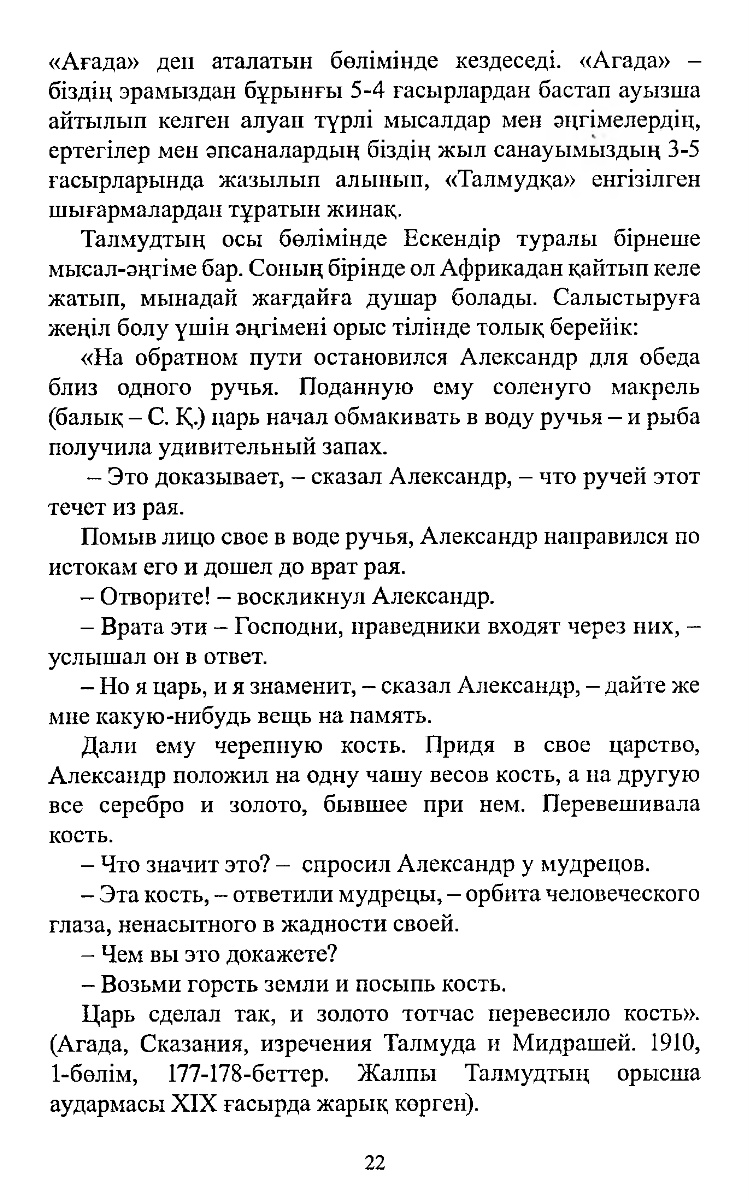 «Ағада» деп аталатын бөлімінде кездеседі. «Агада» –
біздің эрамыздан бұрынғы 5-4 ғасырлардан бастап ауызша
айтылып келген алуан түрлі мысалдар мен әңгімелердің,
ертегілер мен әпсаналардың біздің жыл санауымыздың 3-5
ғасырларында жазылып алынып, «Талмудқа» енгізілген
шығармалардан тұратын жинақ.
Талмудтың осы бөлімінде Ескендір туралы бірнеше
мысал-әңгіме бар. Соның бірінде ол Африкадан қайтып келе
жатып, мынадай жағдайға душар болады. Салыстыруға
жеңіл болу үшін әңгімені орыс тілінде толық берейік:
«На обратном пути остановился Александр для обеда
близ одного ручья. Поданную ему соленуго макрель
(балық – С. Қ.) царь начал обмакивать в воду ручья – и рыба
получила удивительный запах.
– Это доказывает, – сказал Александр, – что ручей этот
течет из рая.
Помыв лицо свое в воде ручья, Александр направился по
истокам его и дошел до врат рая.
– Отворите! – воскликнул Александр.
– Врата эти – Господни, праведники входят через них, –
услышал он в ответ.
– Но я царь, и я знаменит, – сказал Александр, – дайте же
мне какую-нибудь вещь на память.
Дали ему черепную кость. Придя в свое царство,
Александр положил на одну чашу весов кость, а на другую
все серебро и золото, бывшее при нем. Перевешивала
кость.
– Что значит это? – спросил Александр у мудрецов.
– Эта кость, – ответили мудрецы, – орбита человеческого
глаза, ненасытного в жадности своей.
– Чем вы это докажете?
– Возьми горсть земли и посыпь кость.
Царь сделал так, и золото тотчас перевесило кость».
(Агада, Сказания, изречения Талмуда и Мидрашей. 1910,
1-бөлім, 177-178-беттер. Жалпы Талмудтың орысша
аудармасы XIX ғасырда жарық көрген).
22